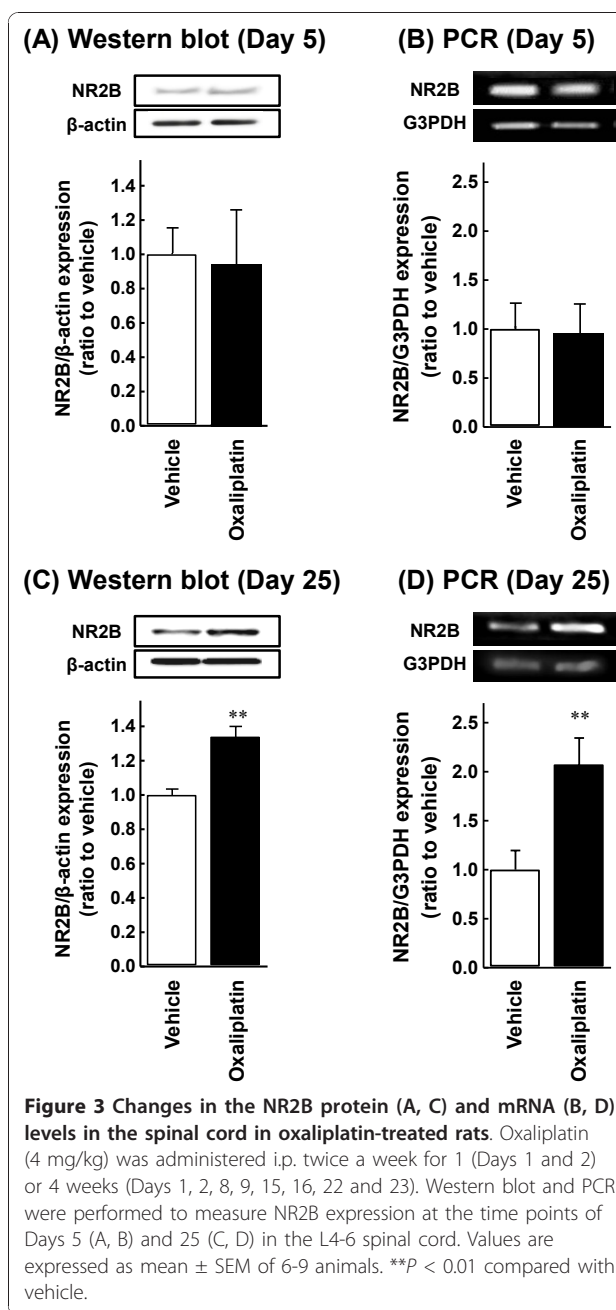 (A) Western blot (Day 5)
NR2B
β-actin
1.4
1.2
1.0
0.8
0.6
0.4
0.2
0.0
NR2B/β-actin expression
(ratio to vehicle)
Vehicle
Oxaliplatin
(B) PCR (Day 5)
NR2B
G3PDH
2.5
2.0
1.5
1.0
0.5
0.0
NR2B/G3PDH expression
(ratio to vehicle)
Vehicle
Oxaliplatin
(C) Western blot (Day 25)
NR2B
β-actin
**
1.4
1.2
1.0
0.8
0.6
0.4
0.2
0.0
NR2B/β-actin expression
(ratio to vehicle)
Vehicle
Oxaliplatin
(D) PCR (Day 25)
NR2B
G3PDH
**
2.5
2.0
1.5
1.0
0.5
0.0
NR2B/G3PDH expression
(ratio to vehicle)
Vehicle
Oxaliplatin
Figure 3 Changes in the NR2B protein (A, C) and mRNA (B, D)
levels in the spinal cord in oxaliplatin-treated rats. Oxaliplatin
(4 mg/kg) was administered i.p. twice a week for 1 (Days 1 and 2)
or 4 weeks (Days 1, 2, 8, 9, 15, 16, 22 and 23). Western blot and PCR
were performed to measure NR2B expression at the time points of
Days 5 (A, B) and 25 (C, D) in the L4-6 spinal cord. Values are
expressed as mean ± SEM of 6-9 animals. **P < 0.01 compared with
vehicle.